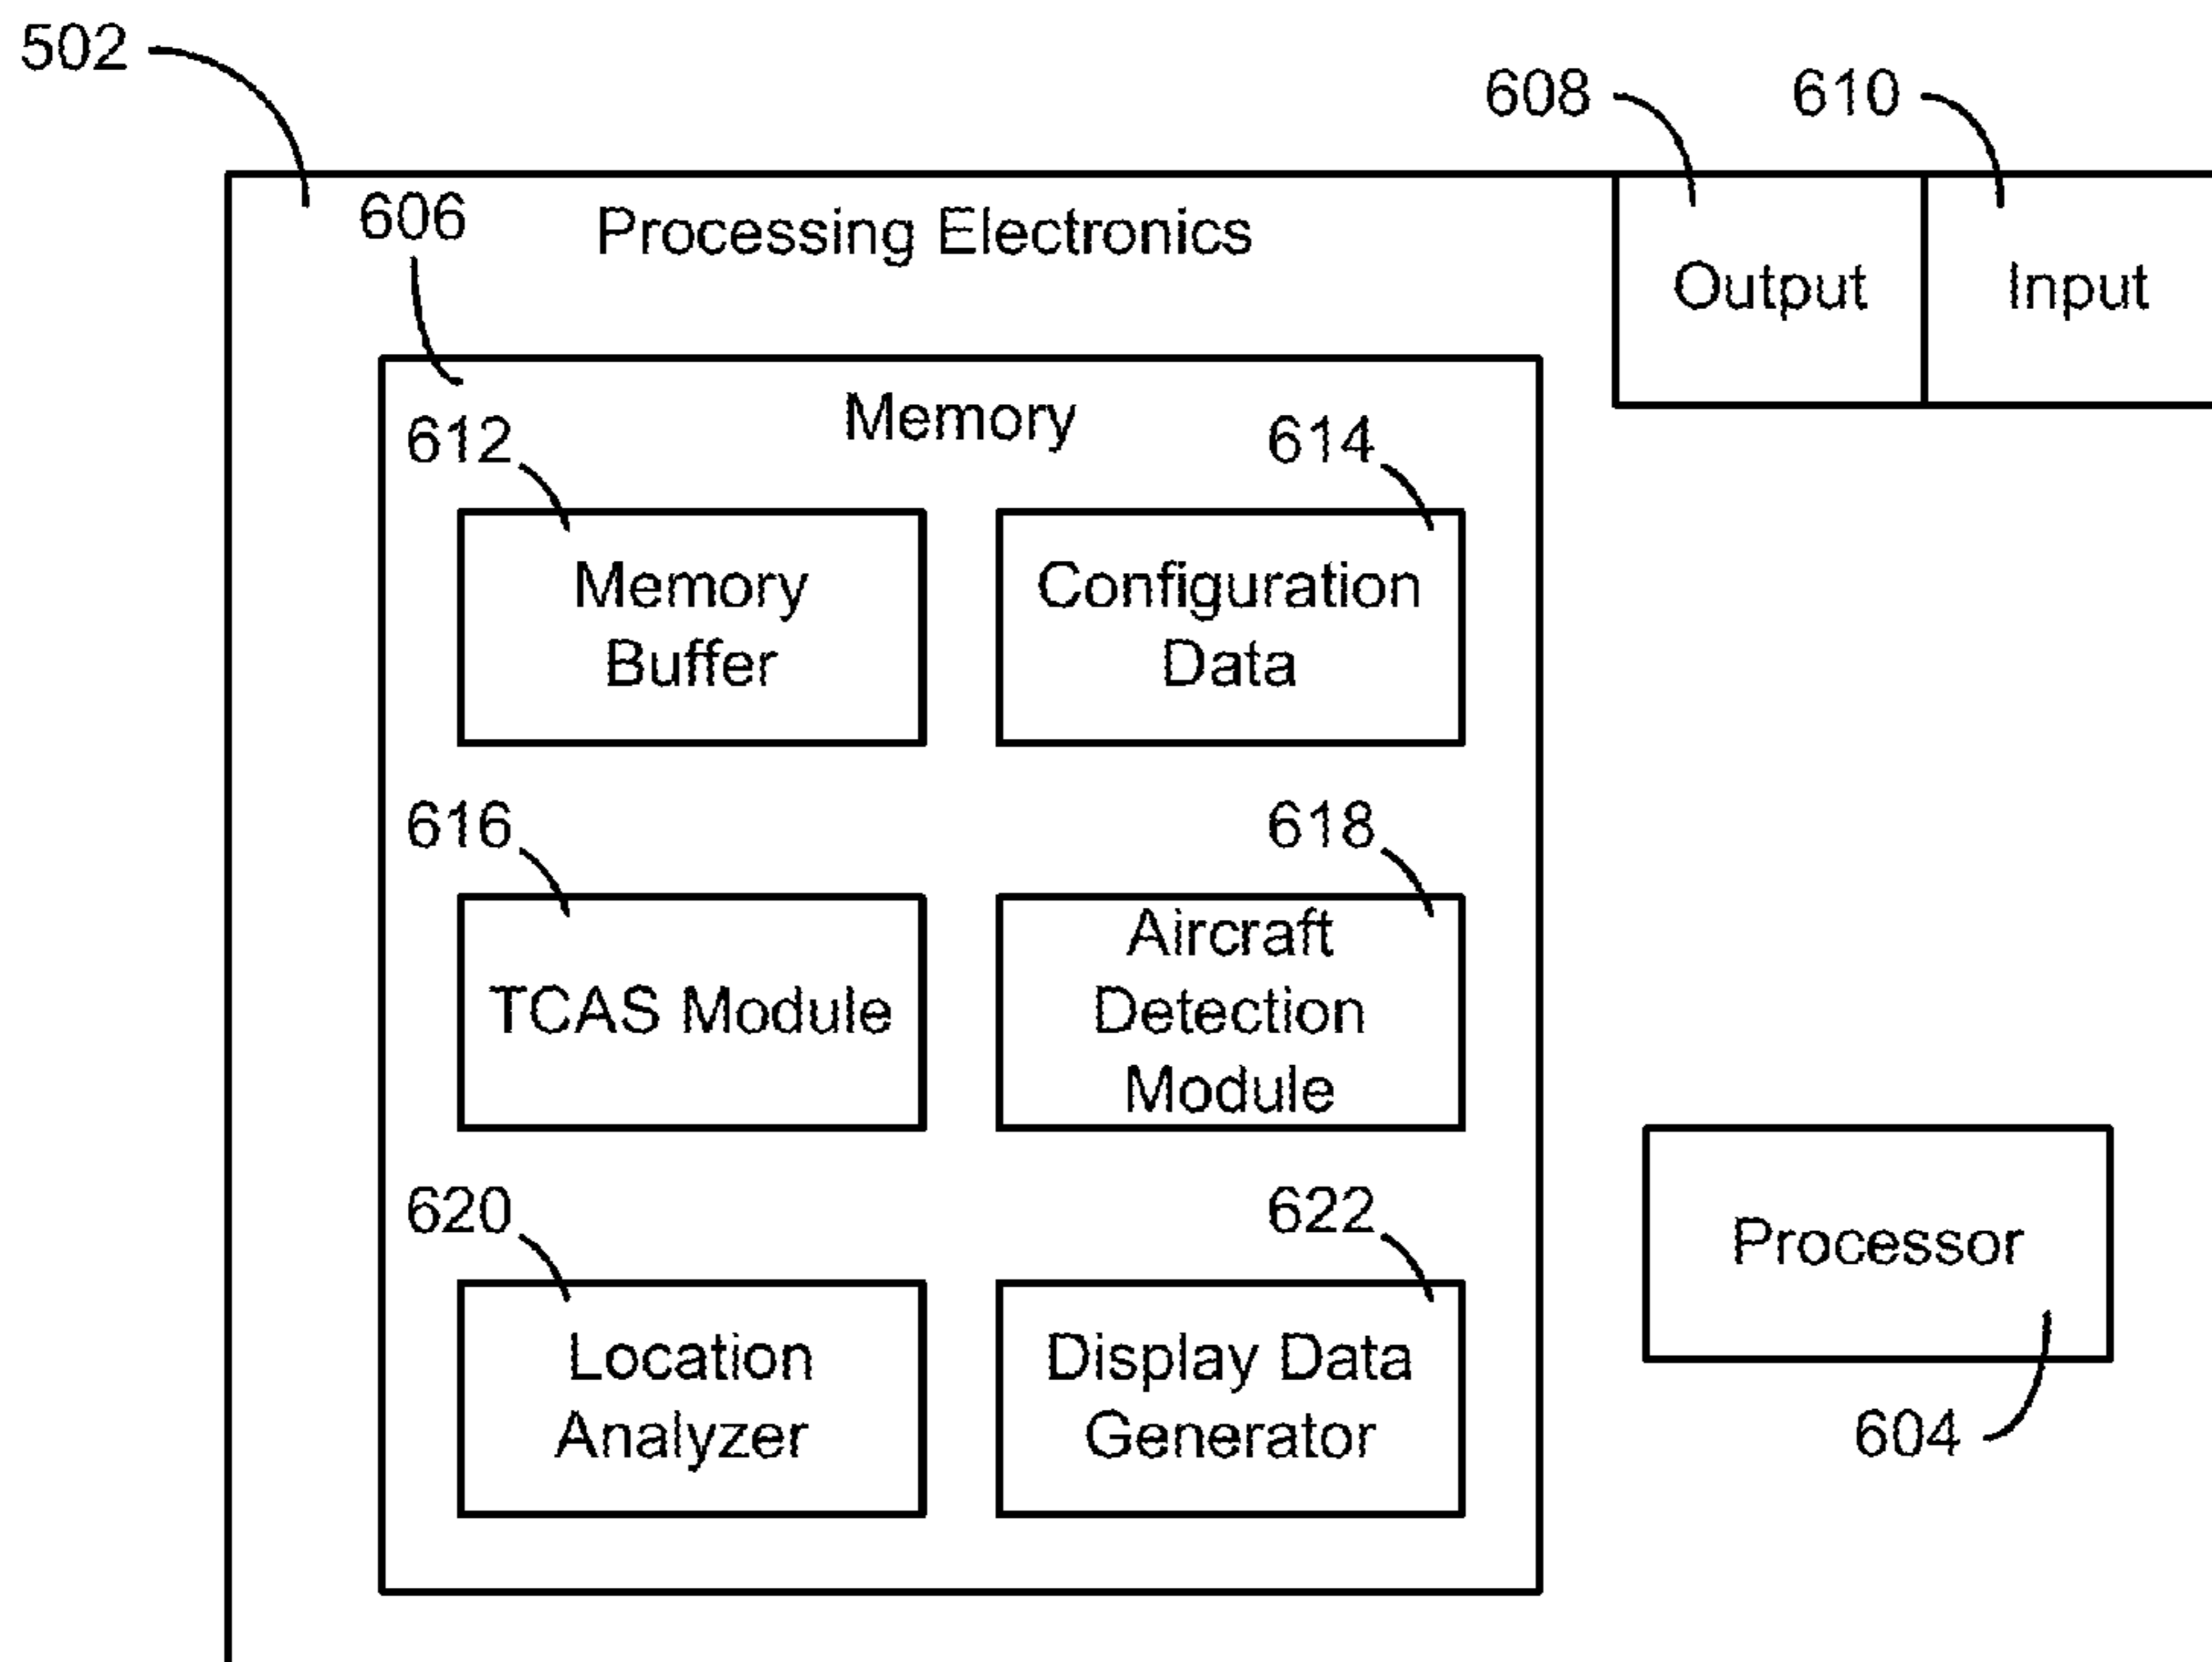 502
608
610
606
Processing Electronics
Output
Input
Memory
612
614
Memory
Buffer
Configuration
Data
616
618
TCAS Module
Aircraft
Detection
Module
620
622
Location
Analyzer
Display Data
Generator
Processor
604